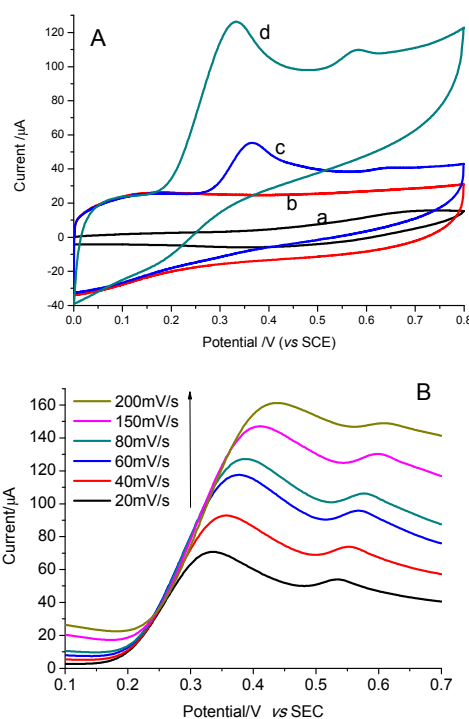 A
d
c
b
a
120
100
80
60
40
20
0
-20
-40
0.0 0.1 0.2 0.3 0.4 0.5 0.6 0.7 0.8
Current /μA
Potential /V (vs SCE)
B
200mV/s
150mV/s
80mV/s
60mV/s
40mV/s
20mV/s
160
140
120
100
80
60
40
20
0
0.1 0.2 0.3 0.4 0.5 0.6 0.7
Current/μA
Potential/V vs SEC